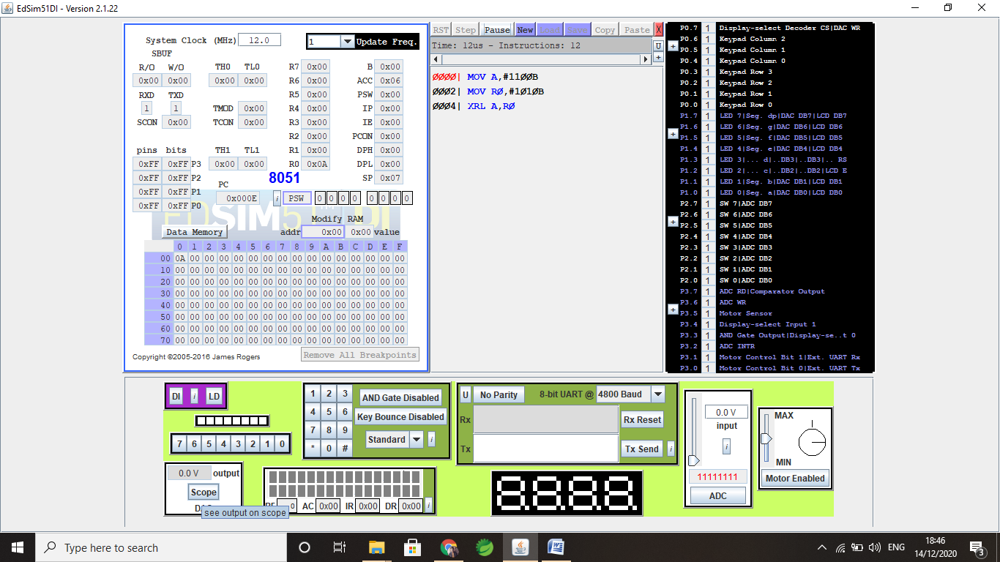 EdSim51DI - Version 2.1.22
System Clock (MHz) 12.0 1 Update Freq.
SBUF
R/O W/O TH0 TL0 R7 0x00 B 0x00
0x00 0x00 0x00 0x00 R6 0x00 ACC 0x06
RXD TXD R5 0x00 PSW 0x00
1 1 TMOD 0x00 R4 0x00 IP 0x00
SCON 0x00 TCON 0x00 R3 0x00 IE 0x00
R2 0x00 PCON 0x00
pins bits TH1 TL1 R1 0x00 DPH 0x00
0xFF 0xFF P3 0x00 0x00 R0 0x0A DPL 0x00
0xFF 0xFF P2 PC 8051 SP 0x07
0xFF 0xFF P1 0x000E i PSW 0 0 0 0 0 0 0 0
0xFF 0xFF P0
EDSIM51 DI
Modify RAM
Data Memory addr 0x00 0x00 value
0 1 2 3 4 5 6 7 8 9 A B C D E F
00 0A 00 00 00 00 00 00 00 00 00 00 00 00 00 00 00
10 00 00 00 00 00 00 00 00 00 00 00 00 00 00 00 00
20 00 00 00 00 00 00 00 00 00 00 00 00 00 00 00 00
30 00 00 00 00 00 00 00 00 00 00 00 00 00 00 00 00
40 00 00 00 00 00 00 00 00 00 00 00 00 00 00 00 00
50 00 00 00 00 00 00 00 00 00 00 00 00 00 00 00 00
60 00 00 00 00 00 00 00 00 00 00 00 00 00 00 00 00
70 00 00 00 00 00 00 00 00 00 00 00 00 00 00 00 00
Copyright ©2005-2016 James Rogers Remove All Breakpoints
RST Step Pause New Load Save Copy Paste X
Time: 12us - Instructions: 12 U
+
0000| MOV A,#1100B
0002| MOV R0,#1010B
0004| XRL A,R0
P0.7 1 Display-select Decoder CS|DAC WR
P0.6 1 Keypad Column 2
+ P0.5 1 Keypad Column 1
P0.4 1 Keypad Column 0
P0.3 1 Keypad Row 3
P0.2 1 Keypad Row 2
P0.1 1 Keypad Row 1
P0.0 1 Keypad Row 0
P1.7 1 LED 7|Seg. dp|DAC DB7|LCD DB7
P1.6 1 LED 6|Seg. g|DAC DB6|LCD DB6
+ P1.5 1 LED 5|Seg. f|DAC DB5|LCD DB5
P1.4 1 LED 4|Seg. e|DAC DB4|LCD DB4
P1.3 1 LED 3|... d|..DB3|..DB3|.. RS
P1.2 1 LED 2|... c|..DB2|..DB2|LCD E
P1.1 1 LED 1|Seg. b|DAC DB1|LCD DB1
P1.0 1 LED 0|Seg. a|DAC DB0|LCD DB0
P2.7 1 SW 7|ADC DB7
P2.6 1 SW 6|ADC DB6
+ P2.5 1 SW 5|ADC DB5
P2.4 1 SW 4|ADC DB4
P2.3 1 SW 3|ADC DB3
P2.2 1 SW 2|ADC DB2
P2.1 1 SW 1|ADC DB1
P2.0 1 SW 0|ADC DB0
P3.7 1 ADC RD|Comparator Output
P3.6 1 ADC WR
+ P3.5 1 Motor Sensor
P3.4 1 Display-select Input 1
P3.3 1 AND Gate Output|Display-se..t 0
P3.2 1 ADC INTR
P3.1 1 Motor Control Bit 1|Ext. UART Rx
P3.0 1 Motor Control Bit 0|Ext. UART Tx
DI i LD
7 6 5 4 3 2 1 0
0.0 V output
Scope
see output on scope
1 2 3
4 5 6
7 8 9
* 0 #
AND Gate Disabled
Key Bounce Disabled
Standard i
0 AC 0x00 IR 0x00 DR 0x00 i
U No Parity 8-bit UART @ 4800 Baud
Rx Rx Reset
Tx Tx Send i
8.8.8.8.
0.0 V
input
i
11111111
ADC
MAX
MIN
Motor Enabled
Type here to search
ENG
18:46
14/12/2020
3